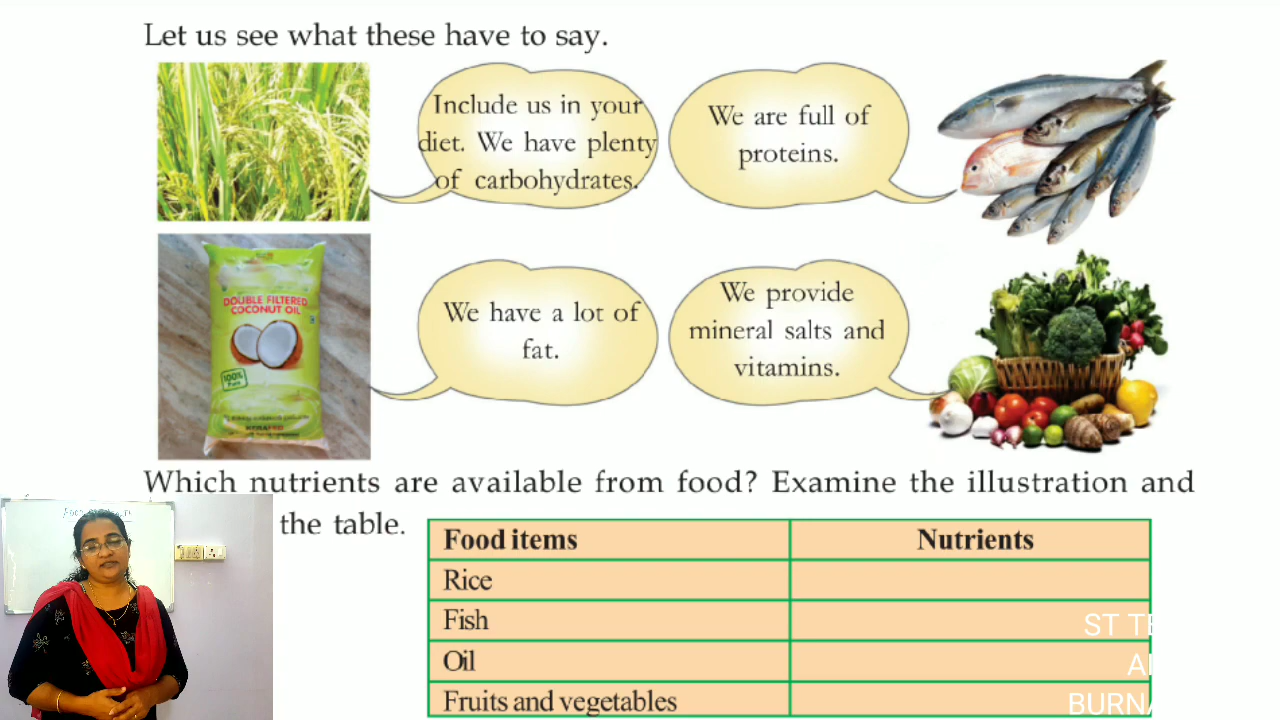 Let us see what these have to say.
Include us in your
diet. We have plenty
of carbohydrates.
We are full of
proteins.
DOUBLE FILTERED
COCONUT OIL
100%
Pure
We have a lot of
fat.
We provide
mineral salts and
vitamins.
Which nutrients are available from food? Examine the illustration and
the table.
Food items Nutrients
Rice
Fish
Oil
Fruits and vegetables
ST